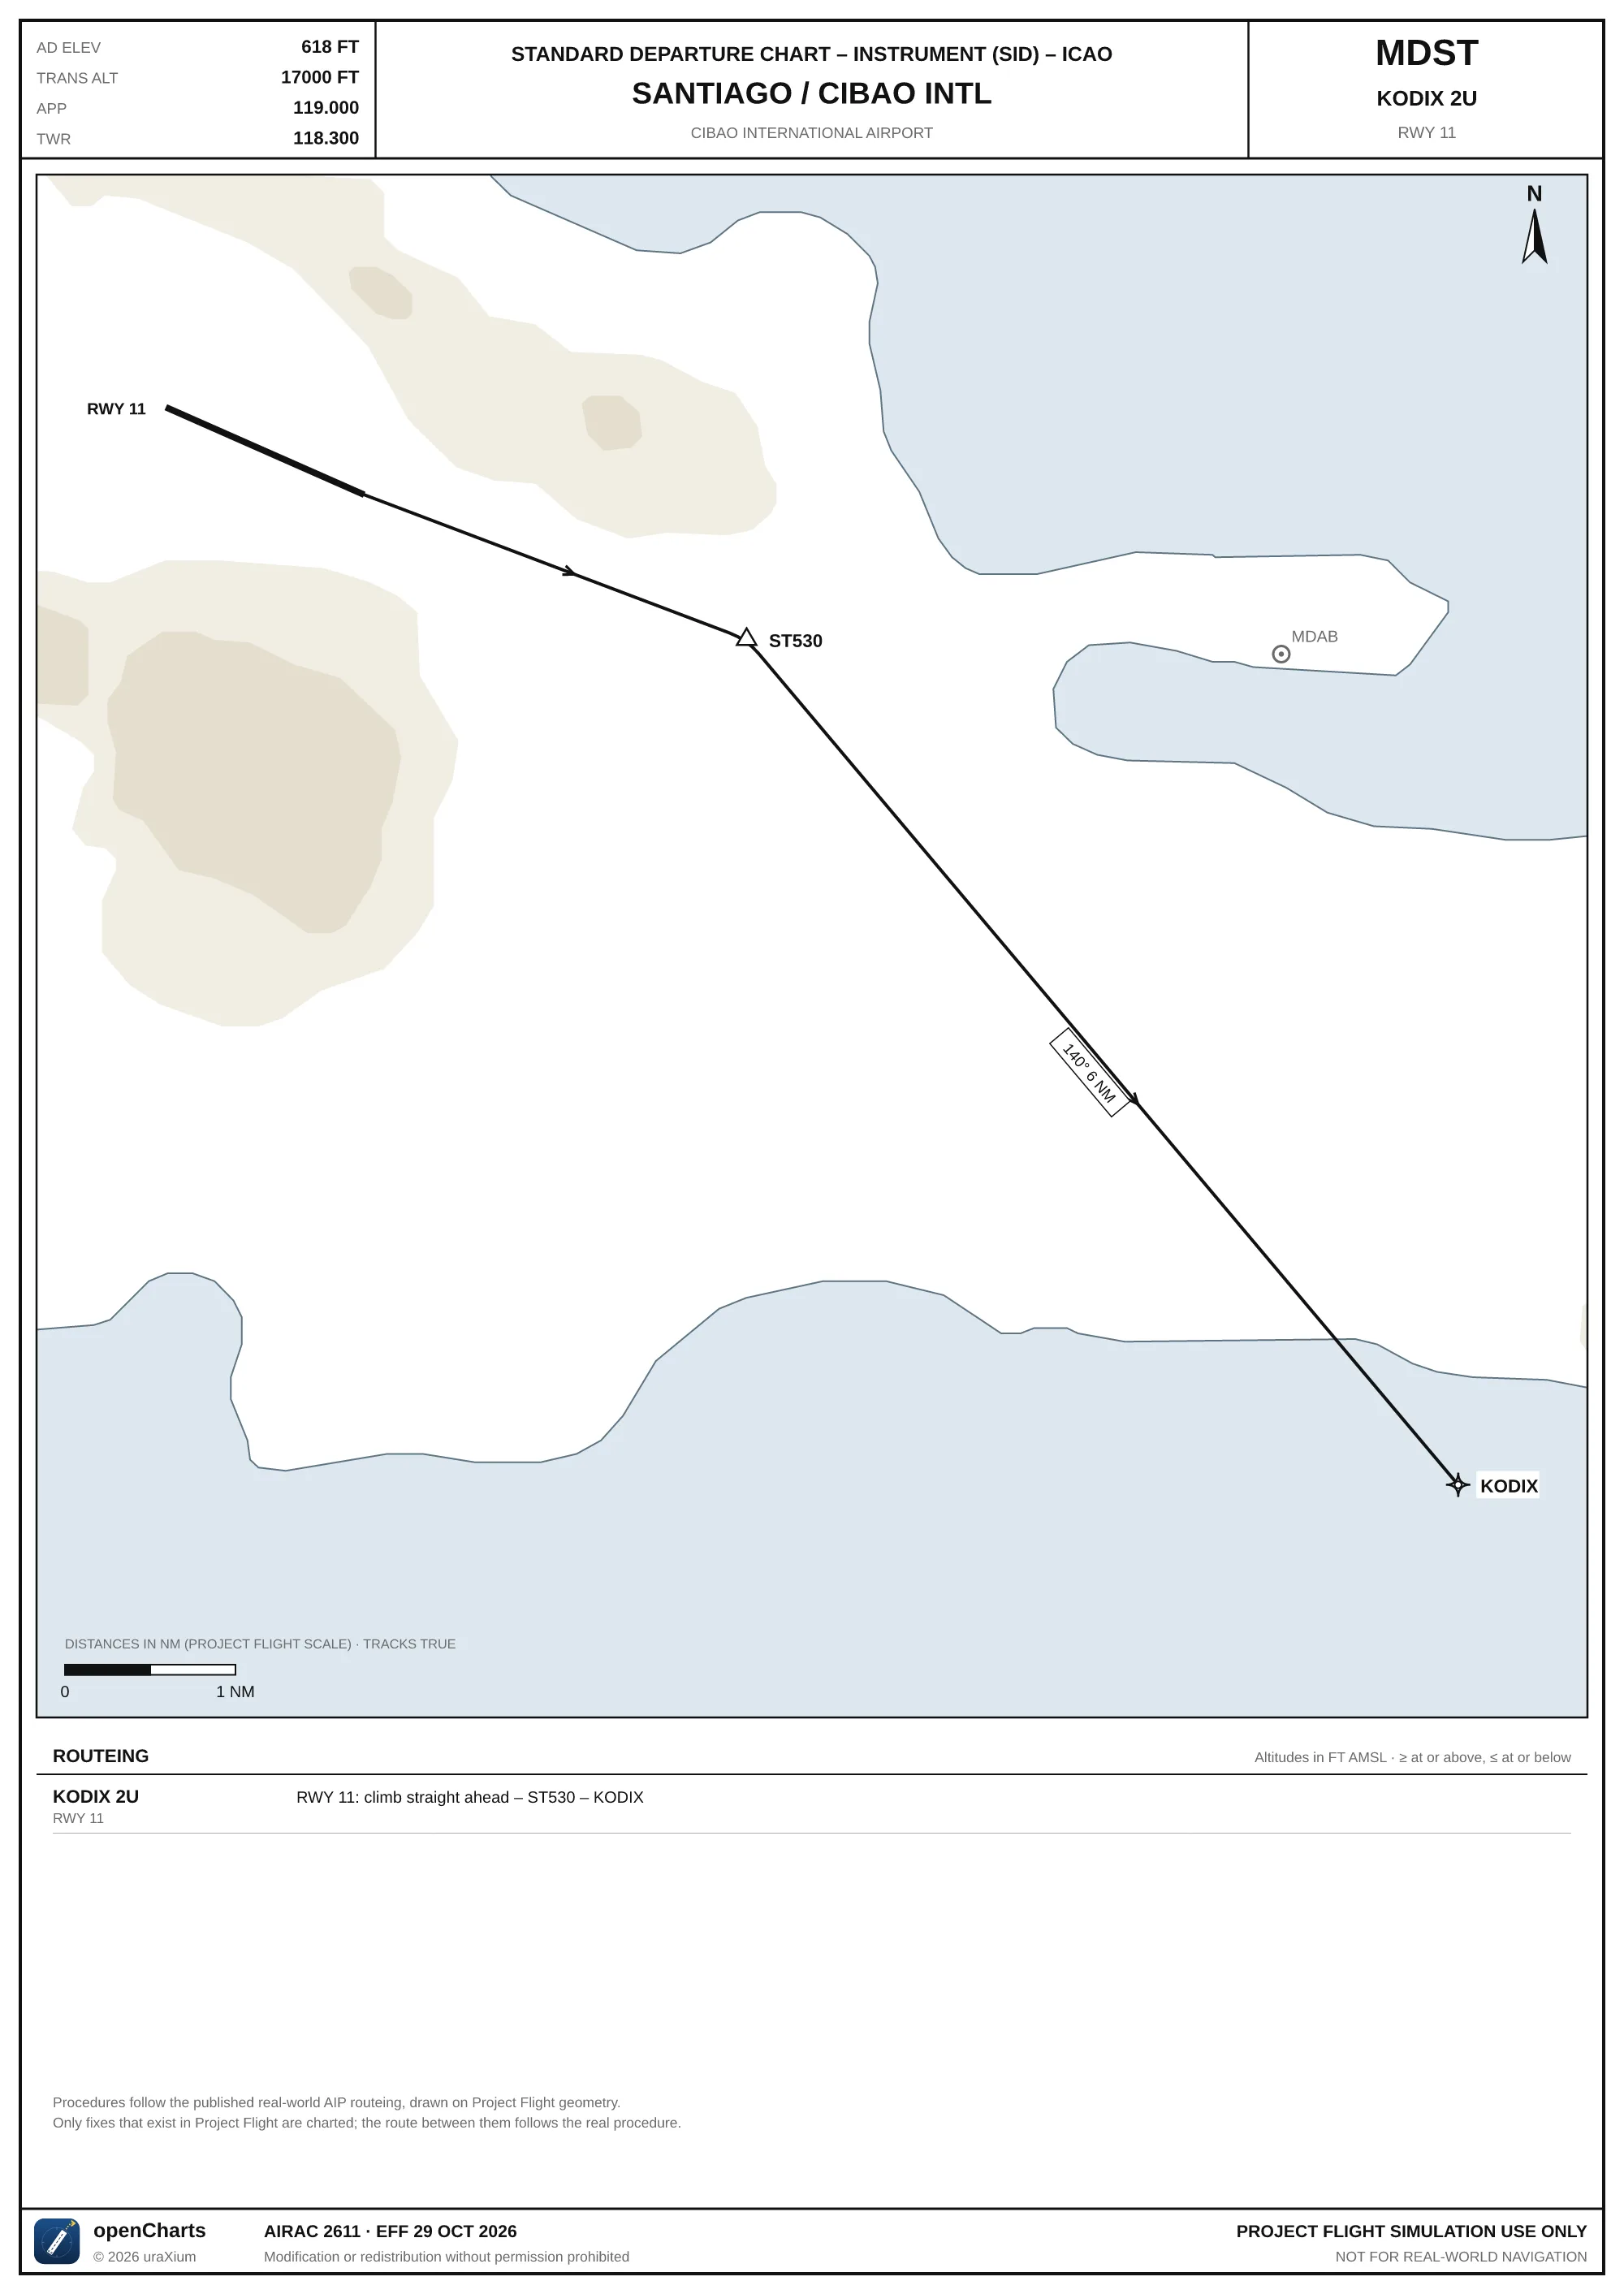 AD ELEV 618 FT
TRANS ALT 17000 FT
APP 119.000
TWR 118.300
STANDARD DEPARTURE CHART – INSTRUMENT (SID) – ICAO
SANTIAGO / CIBAO INTL
CIBAO INTERNATIONAL AIRPORT
MDST
KODIX 2U
RWY 11
N
RWY 11
ST530
MDAB
140° 6 NM
KODIX
DISTANCES IN NM (PROJECT FLIGHT SCALE) · TRACKS TRUE
0 1 NM
ROUTEING
Altitudes in FT AMSL · ≥ at or above, ≤ at or below
KODIX 2U
RWY 11: climb straight ahead – ST530 – KODIX
RWY 11
Procedures follow the published real-world AIP routeing, drawn on Project Flight geometry.
Only fixes that exist in Project Flight are charted; the route between them follows the real procedure.
openCharts
© 2026 uraXium
AIRAC 2611 · EFF 29 OCT 2026
Modification or redistribution without permission prohibited
PROJECT FLIGHT SIMULATION USE ONLY
NOT FOR REAL-WORLD NAVIGATION